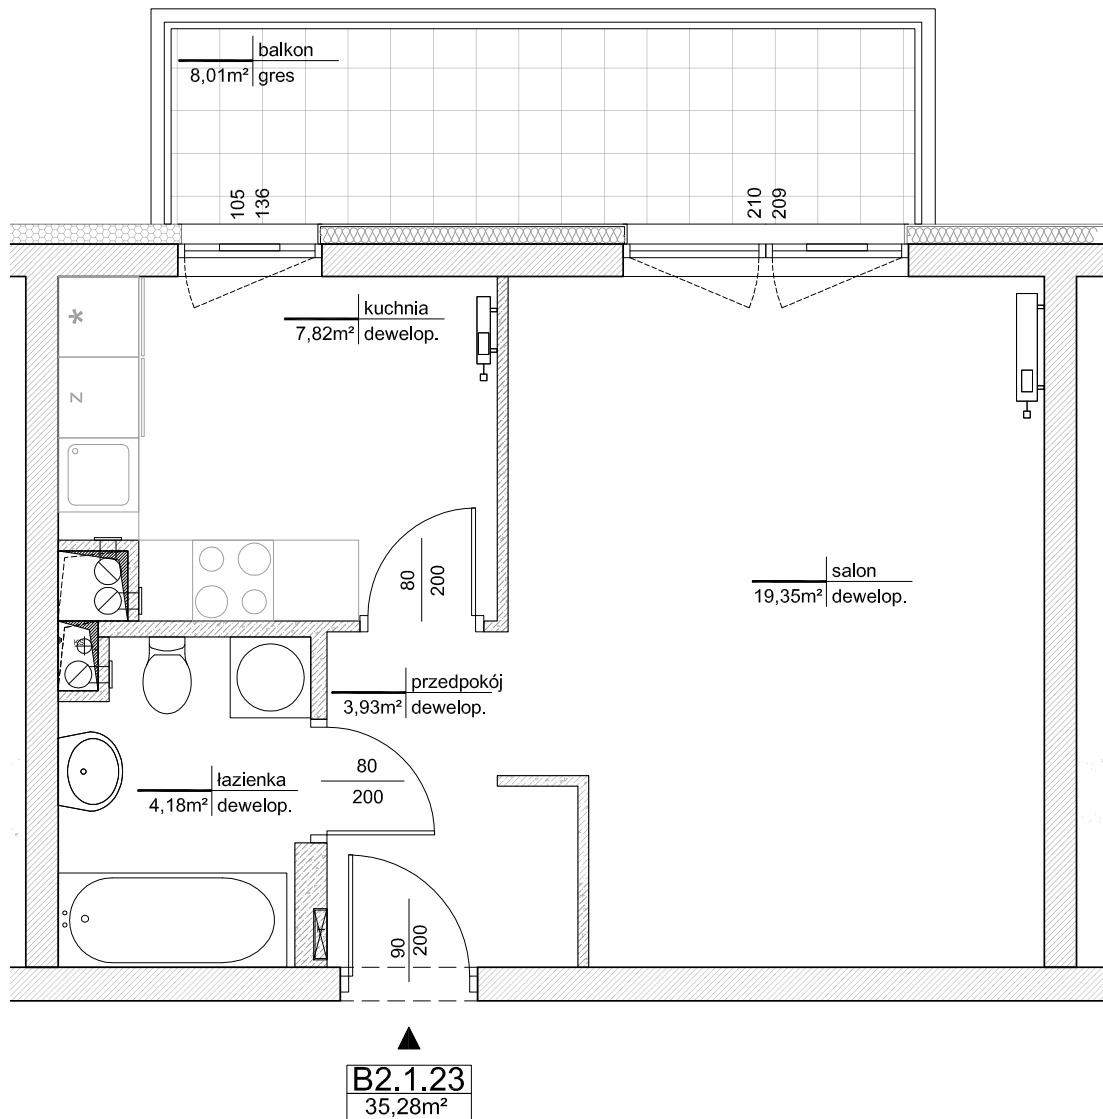 balkon
8,01m² gres
105
136
210
209
kuchnia
7,82m² dewelop.
*
z
80
200
salon
19,35m² dewelop.
przedpokój
3,93m² dewelop.
80
200
łazienka
4,18m² dewelop.
90
200
B2.1.23
35,28m²